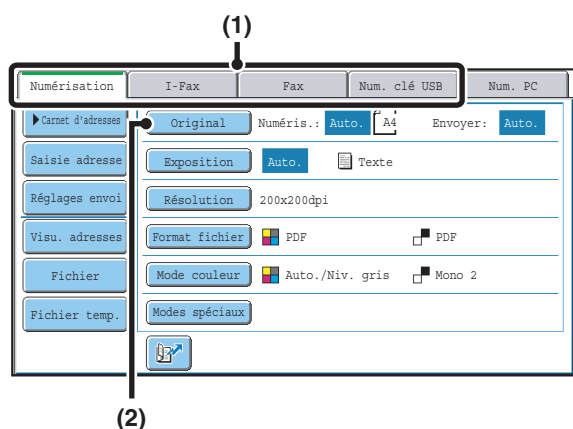 (1)
Numérisation I-Fax Fax Num. clé USB Num. PC
Carnet d'adresses Original Numéris.: Auto. A4 Envoyer: Auto.
Saisie adresse Exposition Auto. Texte
Réglages envoi Résolution 200x200dpi
Visu. adresses Format fichier PDF PDF
Fichier Mode couleur Auto./Niv. gris Mono 2
Fichier temp. Modes spéciaux
(2)